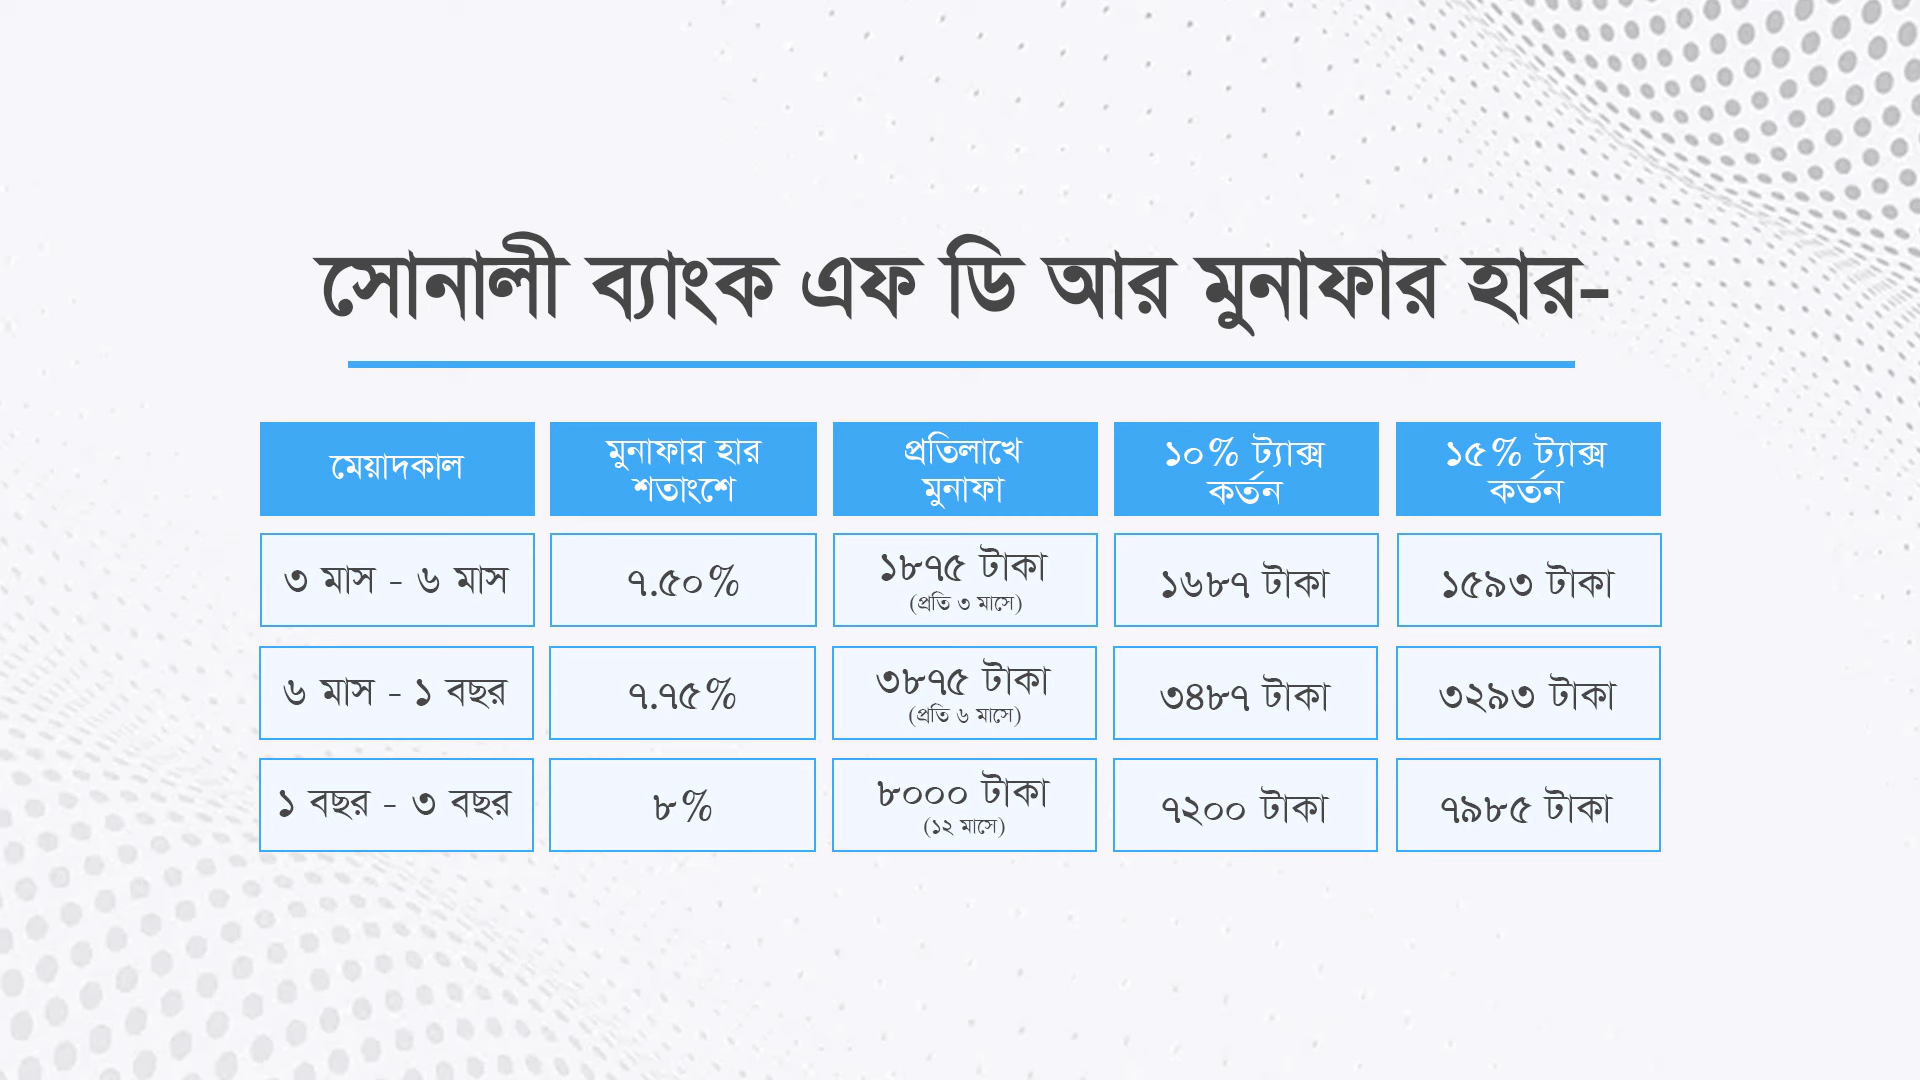 সোনালী ব্যাংক এফ ডি আর মুনাফার হার-
মেয়াদকাল
মুনাফার হার
শতাংশে
প্রতিলাখে
মুনাফা
১০% ট্যাক্স
কর্তন
১৫% ট্যাক্স
কর্তন
৩ মাস - ৬ মাস
৭.৫০%
১৮৭৫ টাকা
(প্রতি ৩ মাসে)
১৬৮৭ টাকা
১৫৯৩ টাকা
৬ মাস - ১ বছর
৭.৭৫%
৩৮৭৫ টাকা
(প্রতি ৬ মাসে)
৩৪৮৭ টাকা
৩২৯৩ টাকা
১ বছর - ৩ বছর
৮%
৮০০০ টাকা
(১২ মাসে)
৭২০০ টাকা
৭৯৮৫ টাকা